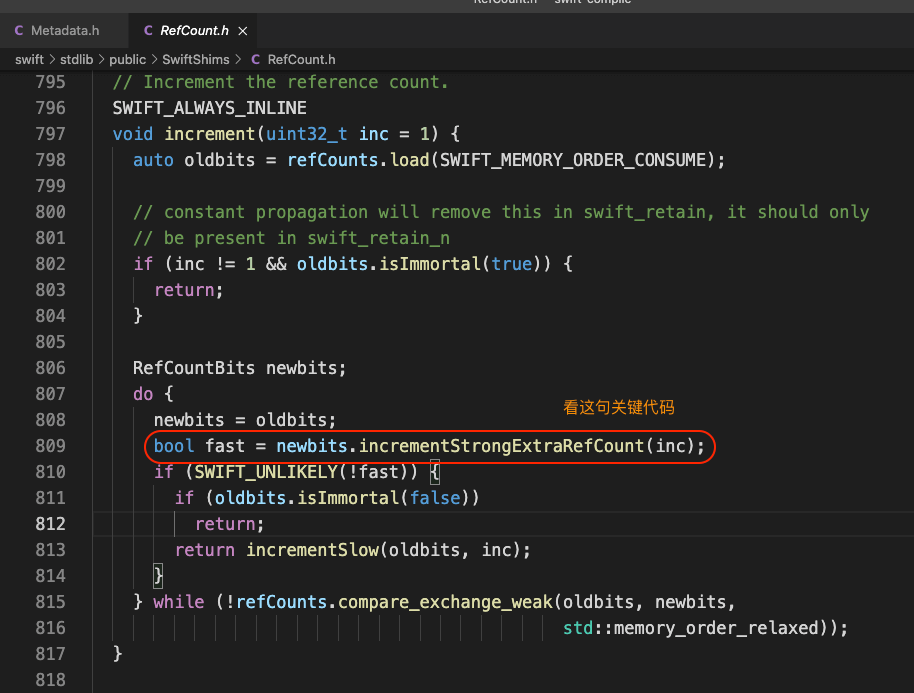 RefCount.h — swift-compile
C Metadata.h
C RefCount.h ×
swift > stdlib > public > SwiftShims > C RefCount.h
795 // Increment the reference count.
796 SWIFT_ALWAYS_INLINE
797 void increment(uint32_t inc = 1) {
798 auto oldbits = refCounts.load(SWIFT_MEMORY_ORDER_CONSUME);
799
800 // constant propagation will remove this in swift_retain, it should only
801 // be present in swift_retain_n
802 if (inc != 1 && oldbits.isImmortal(true)) {
803 return;
804 }
805
806 RefCountBits newbits;
807 do {
看这句关键代码
808 newbits = oldbits;
809 bool fast = newbits.incrementStrongExtraRefCount(inc);
810 if (SWIFT_UNLIKELY(!fast)) {
811 if (oldbits.isImmortal(false))
812 return;
813 return incrementSlow(oldbits, inc);
814 }
815 } while (!refCounts.compare_exchange_weak(oldbits, newbits,
816 std::memory_order_relaxed));
817 }
818